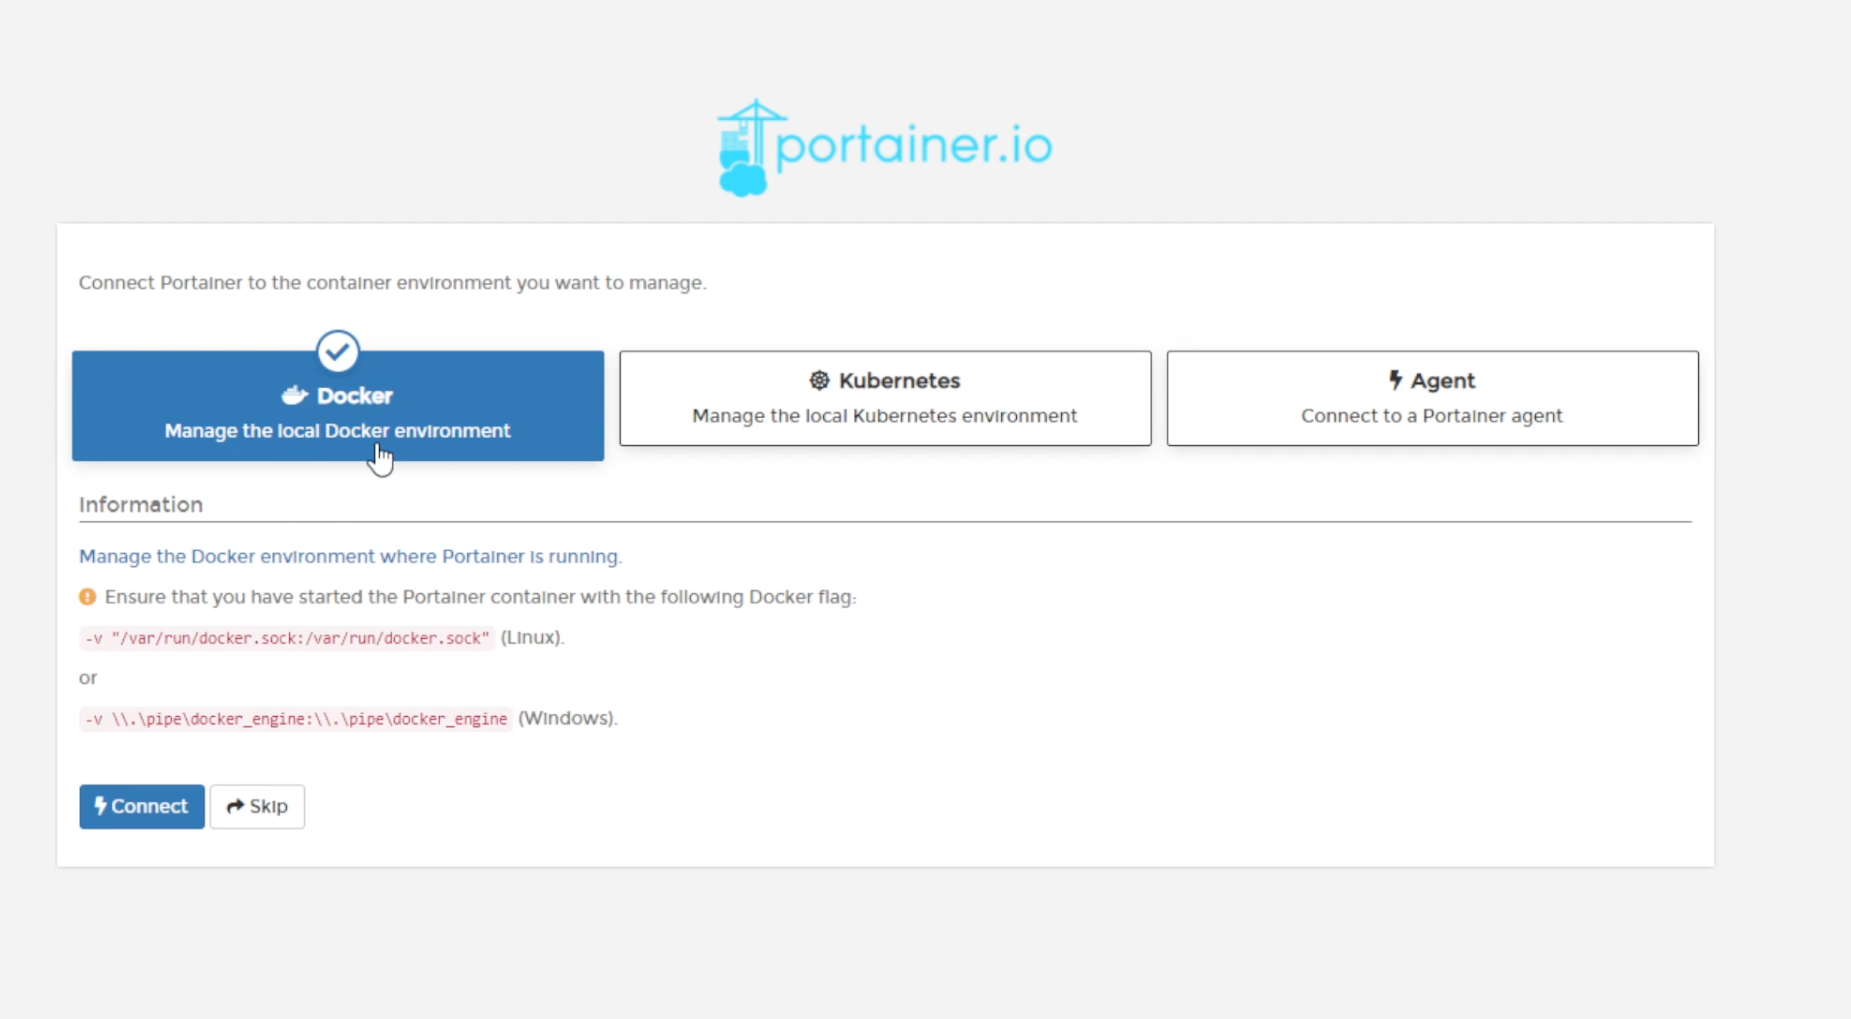 portainer.io
Connect Portainer to the container environment you want to manage.
Docker
Manage the local Docker environment
Kubernetes
Manage the local Kubernetes environment
Agent
Connect to a Portainer agent
Information
Manage the Docker environment where Portainer is running.
Ensure that you have started the Portainer container with the following Docker flag:
-v "/var/run/docker.sock:/var/run/docker.sock" (Linux).
or
-v \\.\pipe\docker_engine:\\.\pipe\docker_engine (Windows).
Connect
Skip